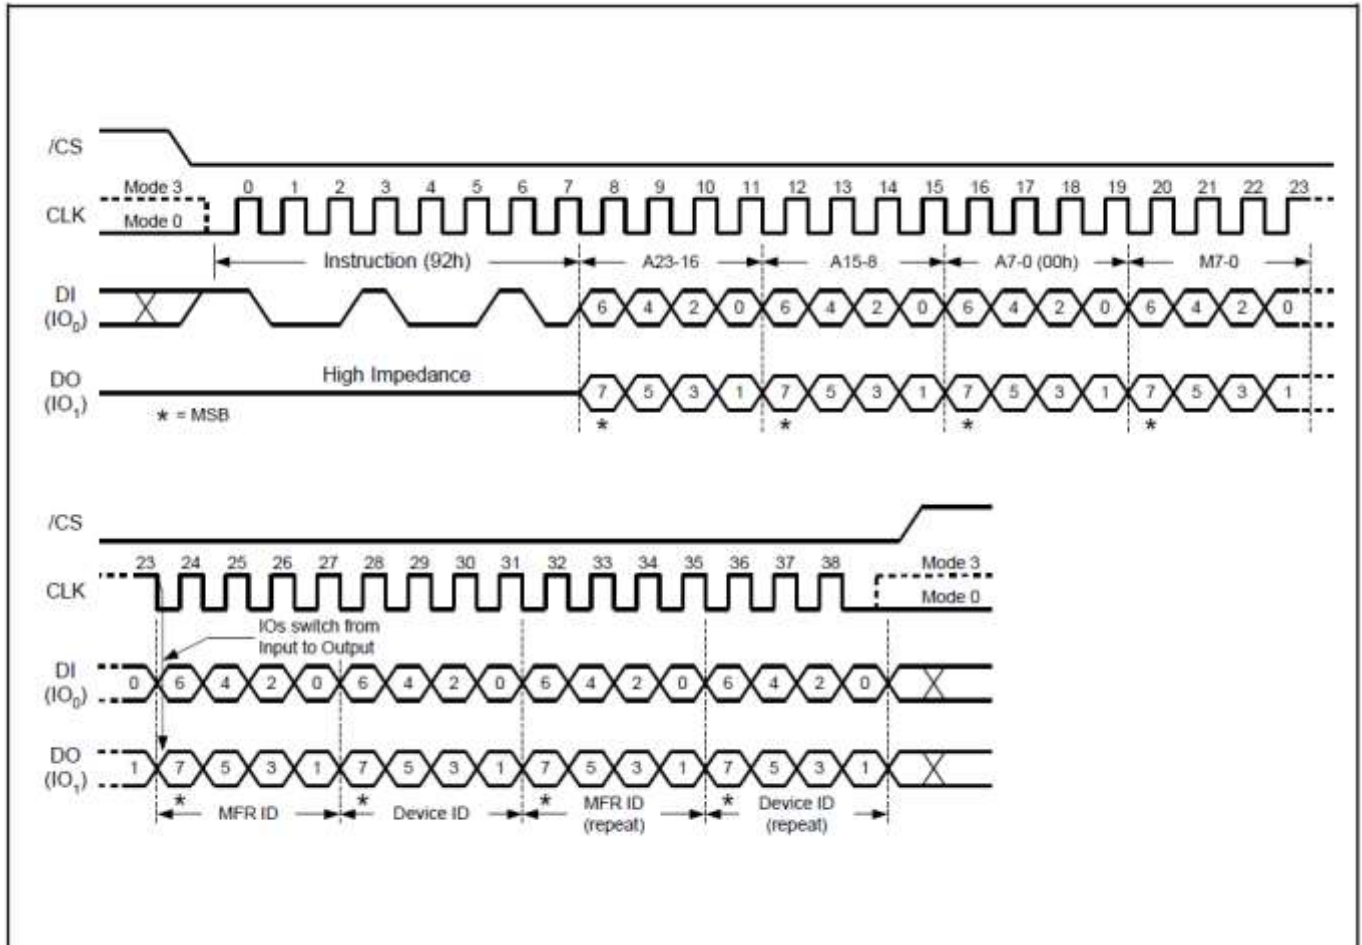 /CS
Mode 3 0 1 2 3 4 5 6 7 8 9 10 11 12 13 14 15 16 17 18 19 20 21 22 23
CLK
Mode 0
Instruction (92h) A23-16 A15-8 A7-0 (00h) M7-0
DI
(IO0)
6 4 2 0 6 4 2 0 6 4 2 0 6 4 2 0
High Impedance
DO
(IO1)
7 5 3 1 7 5 3 1 7 5 3 1 7 5 3 1
* = MSB
* * * *
/CS
23 24 25 26 27 28 29 30 31 32 33 34 35 36 37 38 Mode 3
CLK
Mode 0
IOs switch from
Input to Output
DI
(IO0)
0 6 4 2 0 6 4 2 0 6 4 2 0 6 4 2 0
DO
(IO1)
1 7 5 3 1 7 5 3 1 7 5 3 1 7 5 3 1
* * * *
MFR ID Device ID MFR ID
(repeat) Device ID
(repeat)